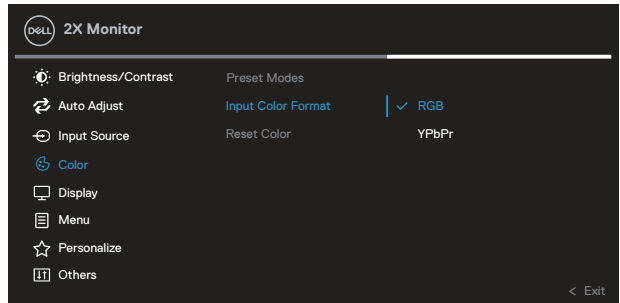 DELL 2X Monitor
Brightness/Contrast
Auto Adjust
Input Source
Color
Display
Menu
Personalize
Others
Preset Modes
Input Color Format
Reset Color
RGB
YPbPr
< Exit